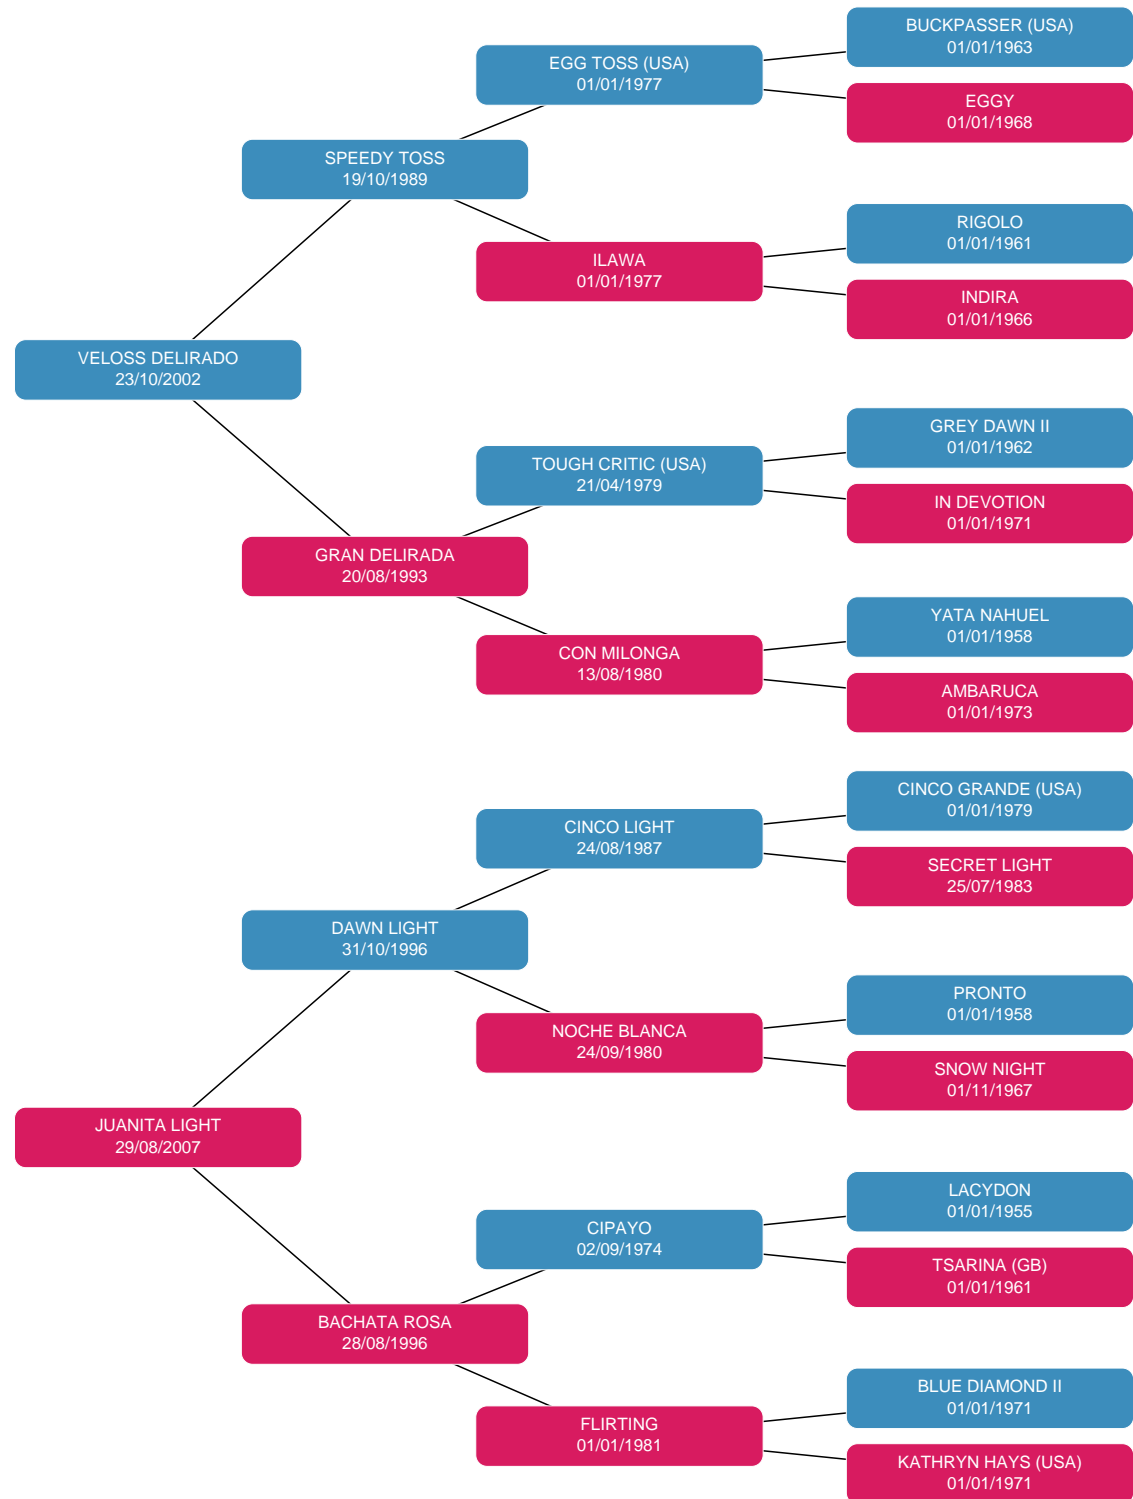 BUCKPASSER (USA)
01/01/1963
EGG TOSS (USA)
01/01/1977
EGGY
01/01/1968
SPEEDY TOSS
19/10/1989
RIGOLO
01/01/1961
ILAWA
01/01/1977
INDIRA
01/01/1966
VELOSS DELIRADO
23/10/2002
GREY DAWN II
01/01/1962
TOUGH CRITIC (USA)
21/04/1979
IN DEVOTION
01/01/1971
GRAN DELIRADA
20/08/1993
YATA NAHUEL
01/01/1958
CON MILONGA
13/08/1980
AMBARUCA
01/01/1973
CINCO GRANDE (USA)
01/01/1979
CINCO LIGHT
24/08/1987
SECRET LIGHT
25/07/1983
DAWN LIGHT
31/10/1996
PRONTO
01/01/1958
NOCHE BLANCA
24/09/1980
SNOW NIGHT
01/11/1967
JUANITA LIGHT
29/08/2007
LACYDON
01/01/1955
CIPAYO
02/09/1974
TSARINA (GB)
01/01/1961
BACHATA ROSA
28/08/1996
BLUE DIAMOND II
01/01/1971
FLIRTING
01/01/1981
KATHRYN HAYS (USA)
01/01/1971